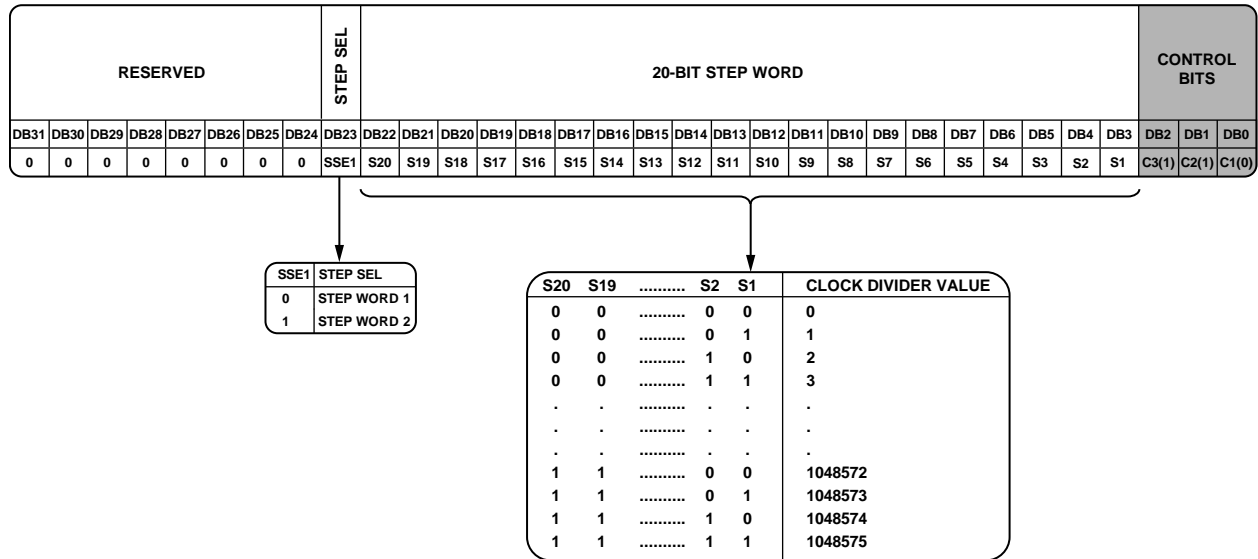 RESERVED STEP SEL 20-BIT STEP WORD CONTROL BITS
DB31 DB30 DB29 DB28 DB27 DB26 DB25 DB24 DB23 DB22 DB21 DB20 DB19 DB18 DB17 DB16 DB15 DB14 DB13 DB12 DB11 DB10 DB9 DB8 DB7 DB6 DB5 DB4 DB3 DB2 DB1 DB0
0 0 0 0 0 0 0 0 SSE1 S20 S19 S18 S17 S16 S15 S14 S13 S12 S11 S10 S9 S8 S7 S6 S5 S4 S3 S2 S1 C3(1) C2(1) C1(0)
SSE1 STEP SEL
0 STEP WORD 1
1 STEP WORD 2
S20 S19 .......... S2 S1 CLOCK DIVIDER VALUE
0 0 .......... 0 0 0
0 0 .......... 0 1 1
0 0 .......... 1 0 2
0 0 .......... 1 1 3
. . .......... . . .
. . .......... . . .
. . .......... . . .
1 1 .......... 0 0 1048572
1 1 .......... 0 1 1048573
1 1 .......... 1 0 1048574
1 1 .......... 1 1 1048575